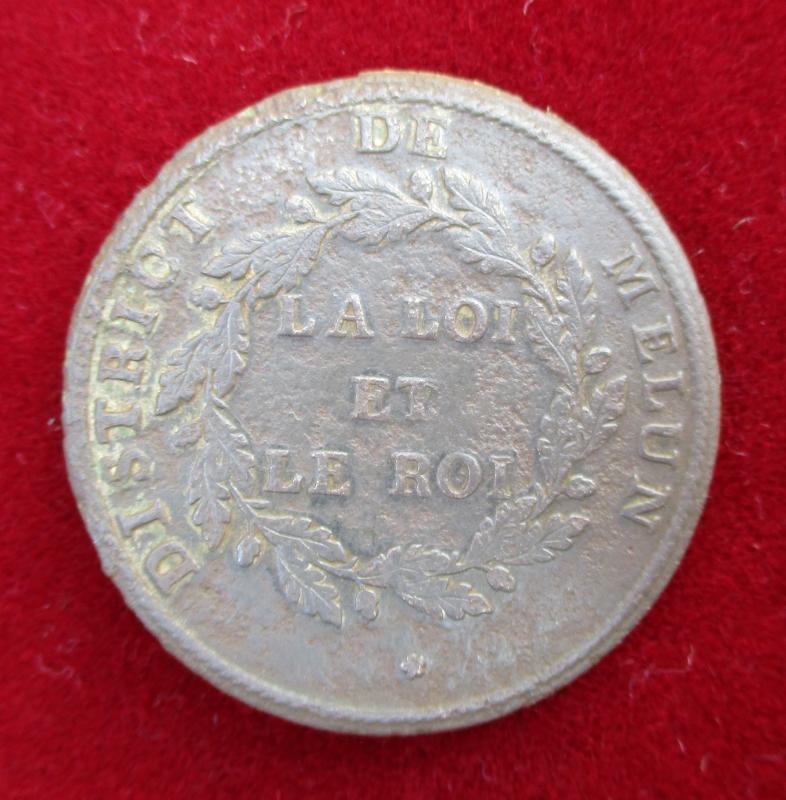 DISTRICT DE MELUN
LA LOI
ET
LE ROI